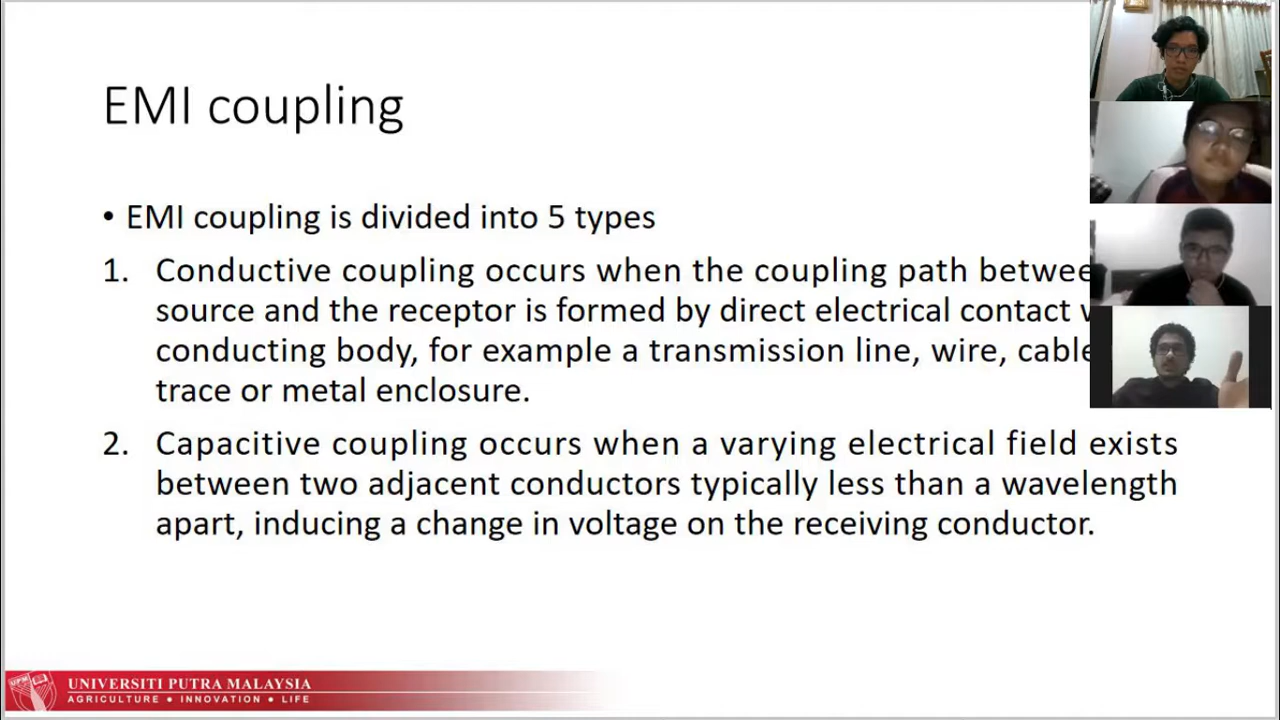 EMI coupling
• EMI coupling is divided into 5 types
1. Conductive coupling occurs when the coupling path
source and the receptor is formed by direct electrical contact
conducting body, for example a transmission line, wire,
trace or metal enclosure.
2. Capacitive coupling occurs when a varying electrical field exists
between two adjacent conductors typically less than a wavelength
apart, inducing a change in voltage on the receiving conductor.
UPM
UNIVERSITI PUTRA MALAYSIA
AGRICULTURE • INNOVATION • LIFE